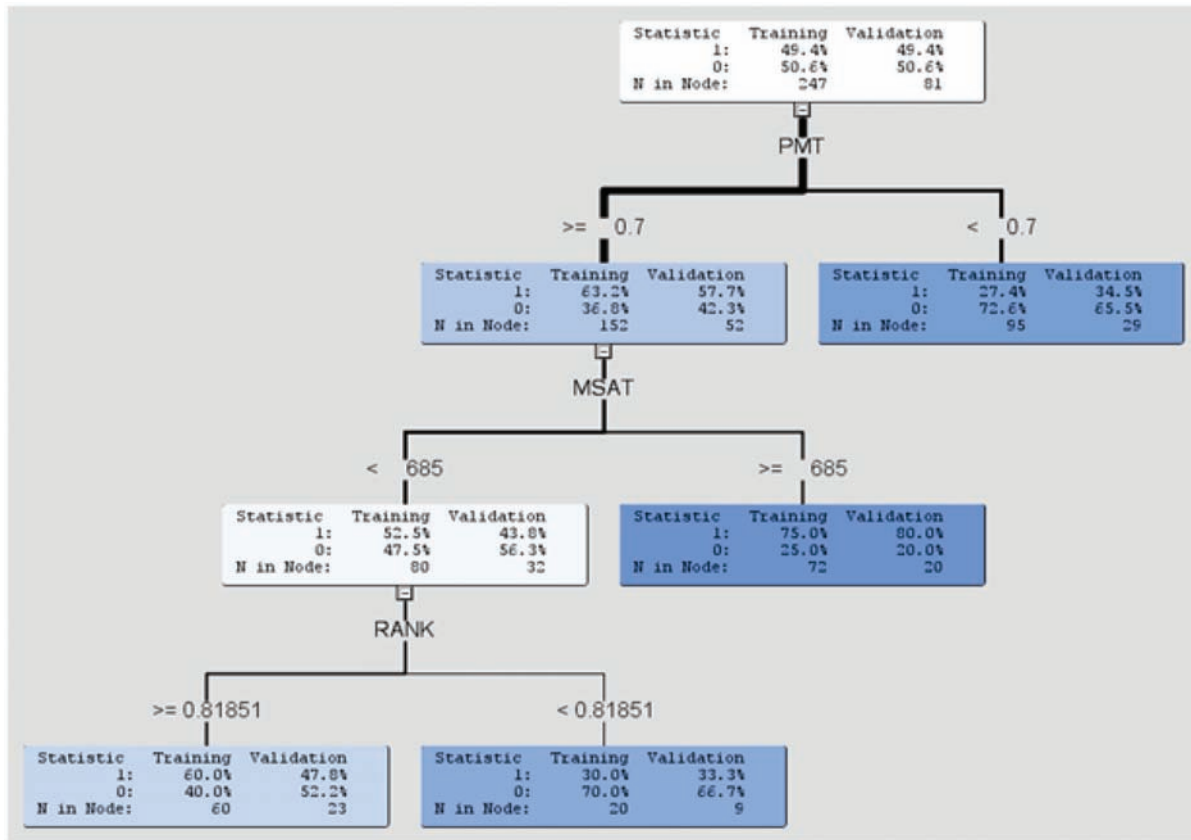 Statistic Training Validation
1: 49.4% 49.4%
0: 50.6% 50.6%
N in Node: 247 81
PMT
>= 0.7
< 0.7
Statistic Training Validation
1: 63.2% 57.7%
0: 36.8% 42.3%
N in Node: 152 52
Statistic Training Validation
1: 27.4% 34.5%
0: 72.6% 65.5%
N in Node: 95 29
MSAT
< 685
>= 685
Statistic Training Validation
1: 52.5% 43.8%
0: 47.5% 56.3%
N in Node: 80 32
Statistic Training Validation
1: 75.0% 80.0%
0: 25.0% 20.0%
N in Node: 72 20
RANK
>= 0.81851
< 0.81851
Statistic Training Validation
1: 60.0% 47.8%
0: 40.0% 52.2%
N in Node: 60 23
Statistic Training Validation
1: 30.0% 33.3%
0: 70.0% 66.7%
N in Node: 20 9